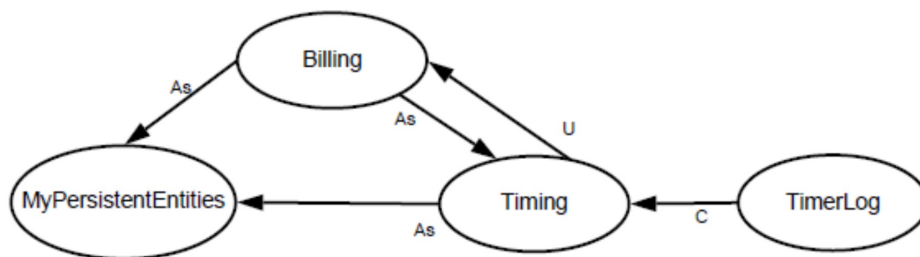 Billing
As
As
U
MyPersistentEntities
Timing
TimerLog
As
C